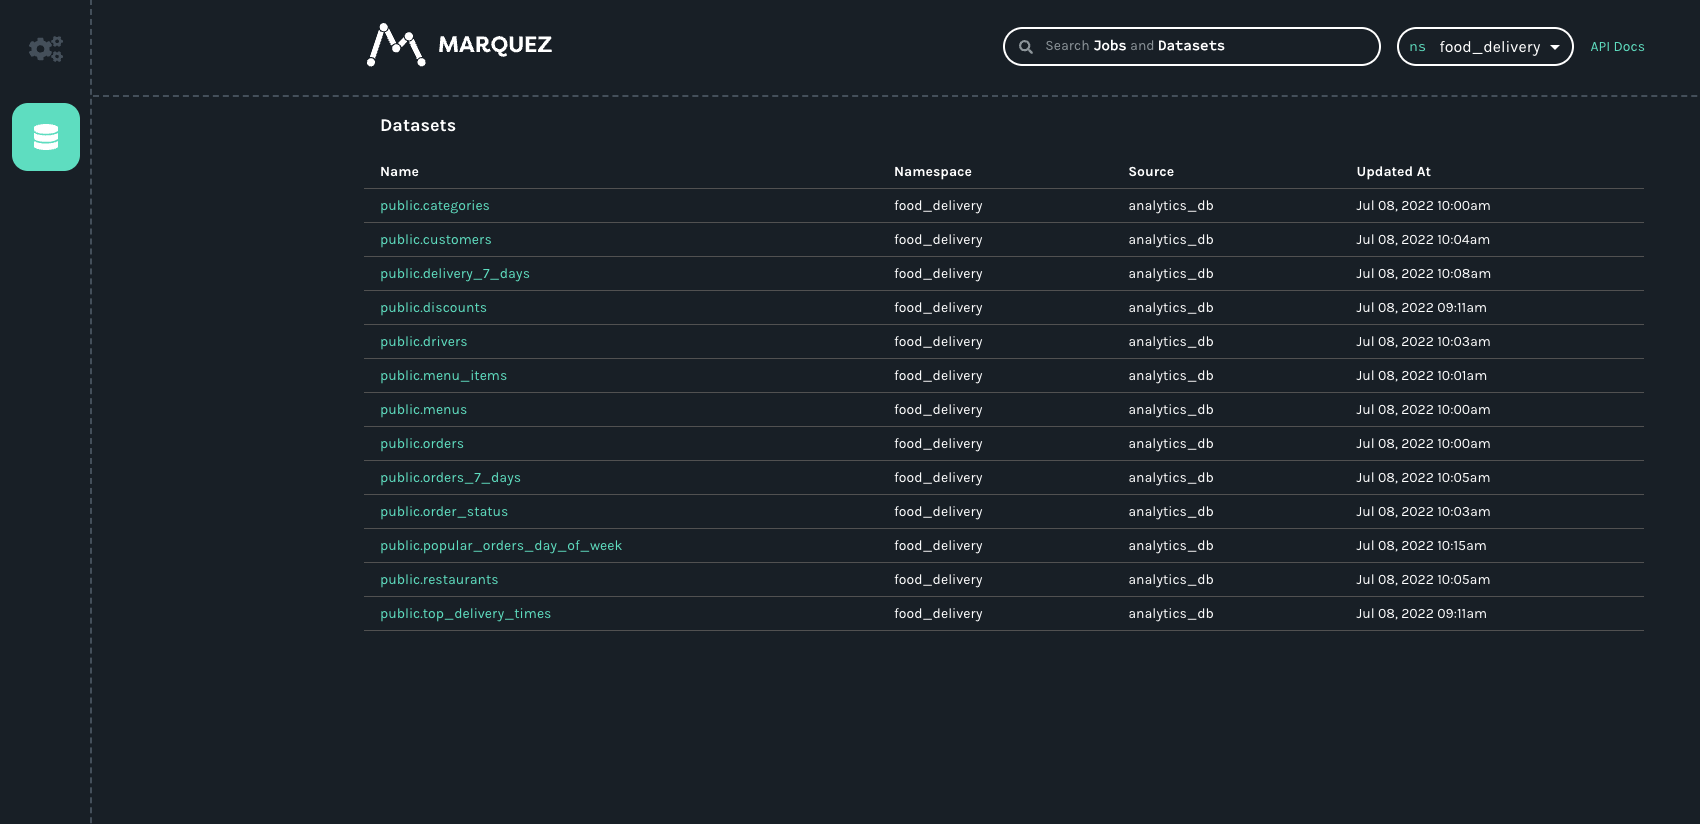 MARQUEZ
Search Jobs and Datasets
ns food_delivery
API Docs
Datasets
Name Namespace Source Updated At
public.categories food_delivery analytics_db Jul 08, 2022 10:00am
public.customers food_delivery analytics_db Jul 08, 2022 10:04am
public.delivery_7_days food_delivery analytics_db Jul 08, 2022 10:08am
public.discounts food_delivery analytics_db Jul 08, 2022 09:11am
public.drivers food_delivery analytics_db Jul 08, 2022 10:03am
public.menu_items food_delivery analytics_db Jul 08, 2022 10:01am
public.menus food_delivery analytics_db Jul 08, 2022 10:00am
public.orders food_delivery analytics_db Jul 08, 2022 10:00am
public.orders_7_days food_delivery analytics_db Jul 08, 2022 10:05am
public.order_status food_delivery analytics_db Jul 08, 2022 10:03am
public.popular_orders_day_of_week food_delivery analytics_db Jul 08, 2022 10:15am
public.restaurants food_delivery analytics_db Jul 08, 2022 10:05am
public.top_delivery_times food_delivery analytics_db Jul 08, 2022 09:11am